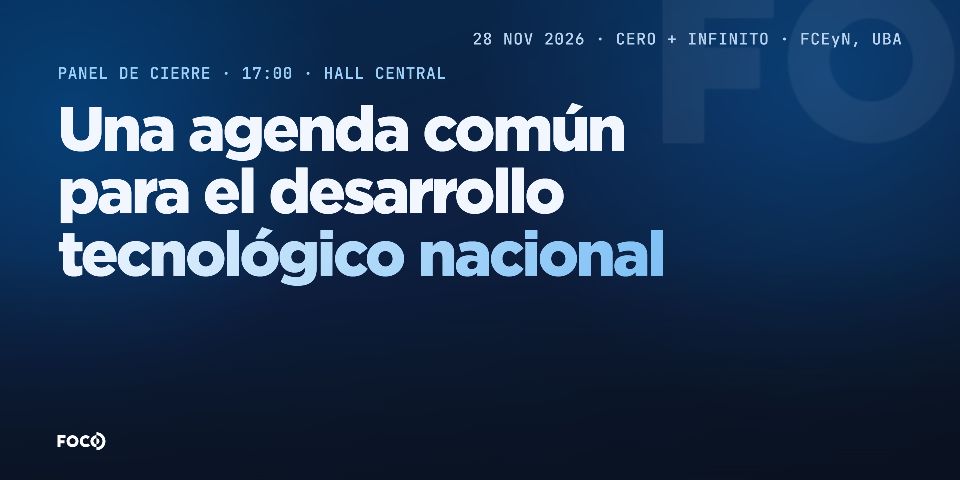 28 NOV 2026 · CERO + INFINITO · FCEyN, UBA
PANEL DE CIERRE · 17:00 · HALL CENTRAL
Una agenda común
para el desarrollo
tecnológico nacional
FOCO
FO